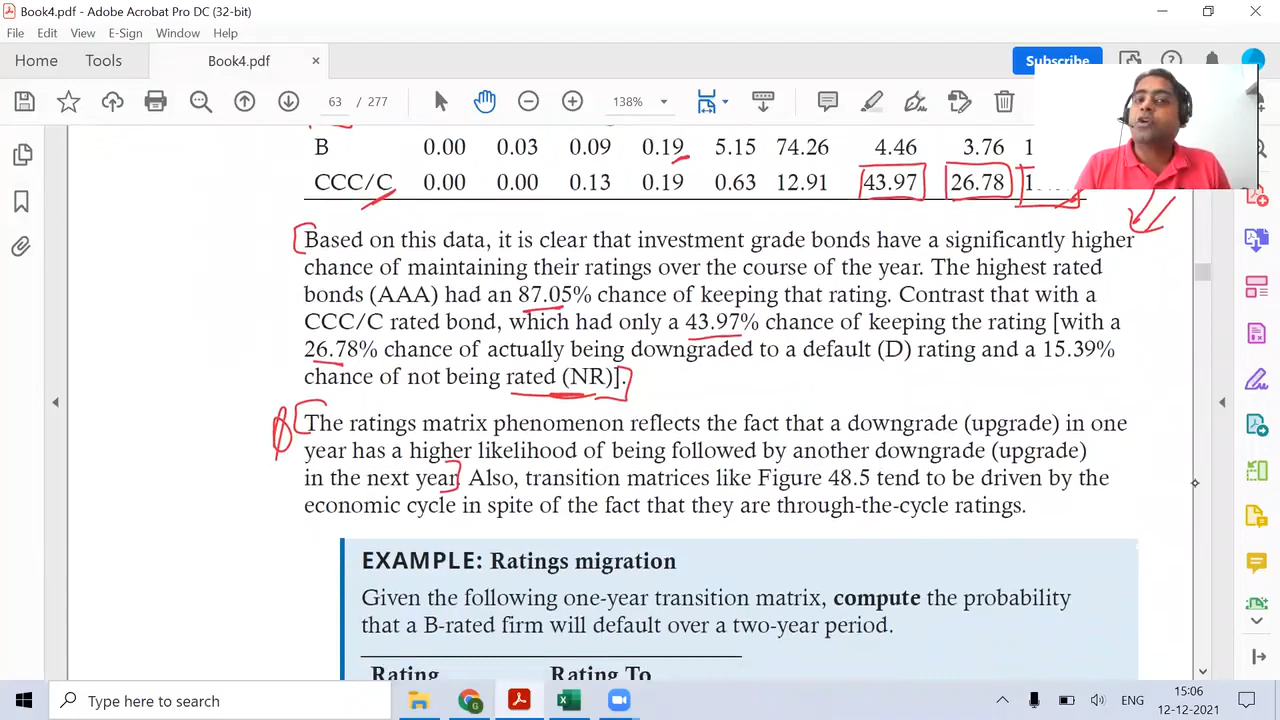 Book4.pdf - Adobe Acrobat Pro DC (32-bit)
File Edit View E-Sign Window Help
Home Tools Book4.pdf × Subscribe
63 / 277 138%
B 0.00 0.03 0.09 0.19 5.15 74.26 4.46 3.76 1
CCC/C 0.00 0.00 0.13 0.19 0.63 12.91 43.97 26.78 1
Based on this data, it is clear that investment grade bonds have a significantly higher
chance of maintaining their ratings over the course of the year. The highest rated
bonds (AAA) had an 87.05% chance of keeping that rating. Contrast that with a
CCC/C rated bond, which had only a 43.97% chance of keeping the rating [with a
26.78% chance of actually being downgraded to a default (D) rating and a 15.39%
chance of not being rated (NR)].
The ratings matrix phenomenon reflects the fact that a downgrade (upgrade) in one
year has a higher likelihood of being followed by another downgrade (upgrade)
in the next year. Also, transition matrices like Figure 48.5 tend to be driven by the
economic cycle in spite of the fact that they are through-the-cycle ratings.
EXAMPLE: Ratings migration
Given the following one-year transition matrix, compute the probability
that a B-rated firm will default over a two-year period.
Rating Rating To
Type here to search
ENG
15:06
12-12-2021